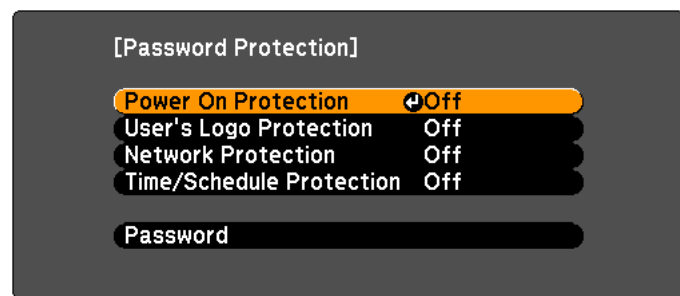 [Password Protection]
Power On Protection Off
User's Logo Protection Off
Network Protection Off
Time/Schedule Protection Off
Password